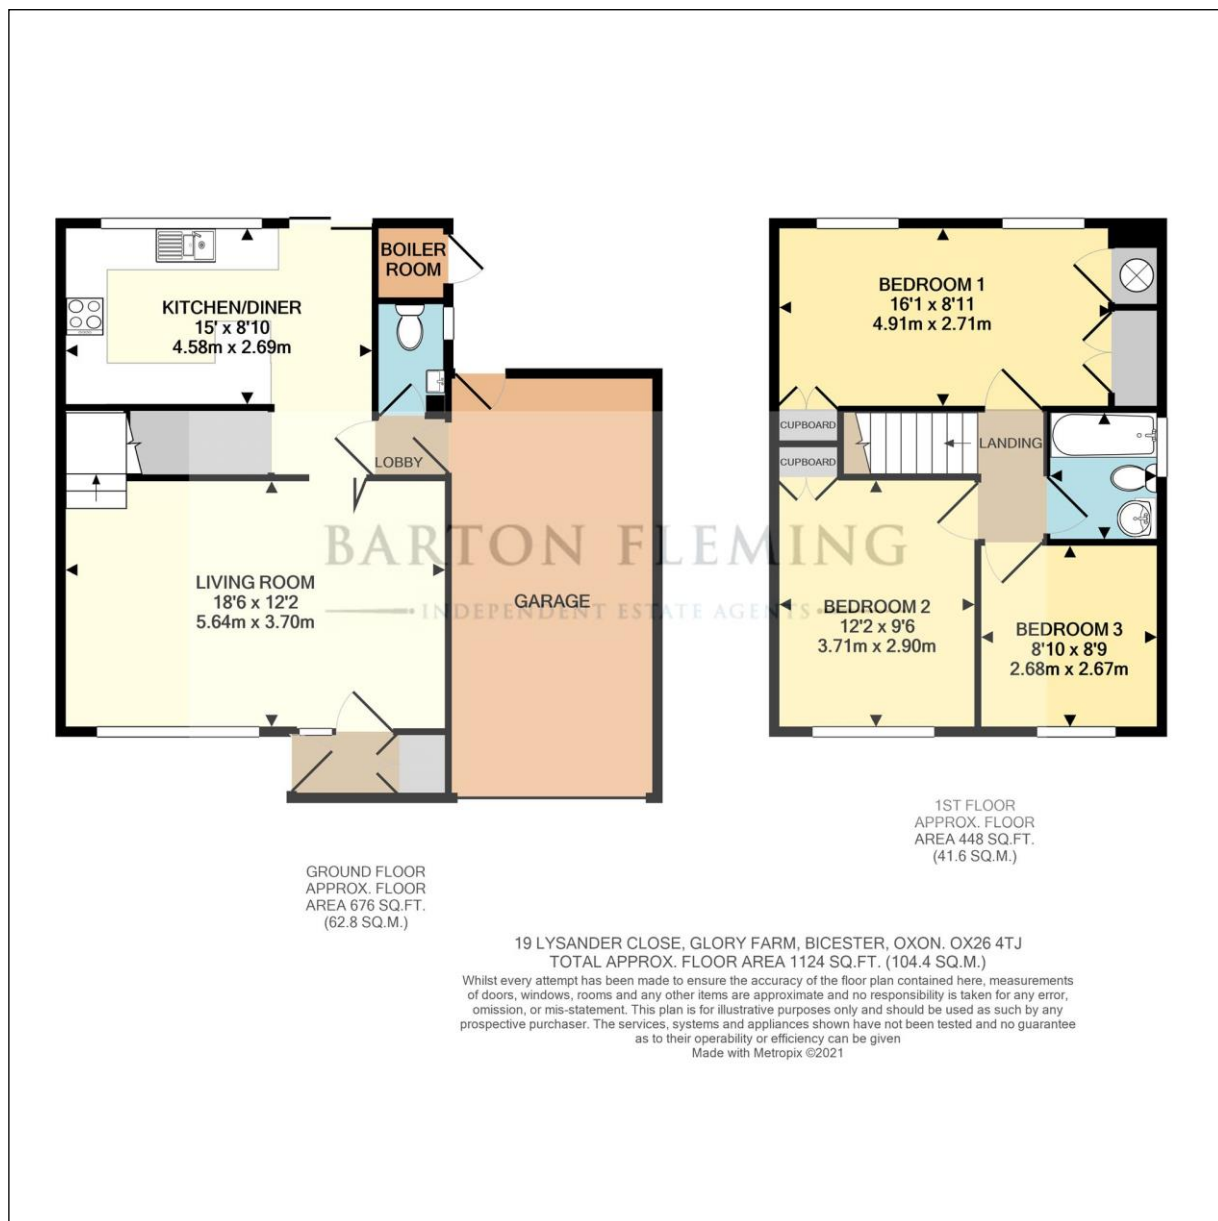 BOILER
ROOM
KITCHEN/DINER
15' x 8'10
4.58m x 2.69m
LOBBY
LIVING ROOM
18'6 x 12'2
5.64m x 3.70m
GARAGE
BARTON FLEMING
INDEPENDENT ESTATE AGENTS
GROUND FLOOR
APPROX. FLOOR
AREA 676 SQ.FT.
(62.8 SQ.M.)
BEDROOM 1
16'1 x 8'11
4.91m x 2.71m
CUPBOARD
CUPBOARD
LANDING
BEDROOM 2
12'2 x 9'6
3.71m x 2.90m
BEDROOM 3
8'10 x 8'9
2.68m x 2.67m
1ST FLOOR
APPROX. FLOOR
AREA 448 SQ.FT.
(41.6 SQ.M.)
19 LYSANDER CLOSE, GLORY FARM, BICESTER, OXON. OX26 4TJ
TOTAL APPROX. FLOOR AREA 1124 SQ.FT. (104.4 SQ.M.)
Whilst every attempt has been made to ensure the accuracy of the floor plan contained here, measurements
of doors, windows, rooms and any other items are approximate and no responsibility is taken for any error,
omission, or mis-statement. This plan is for illustrative purposes only and should be used as such by any
prospective purchaser. The services, systems and appliances shown have not been tested and no guarantee
as to their operability or efficiency can be given
Made with Metropix ©2021